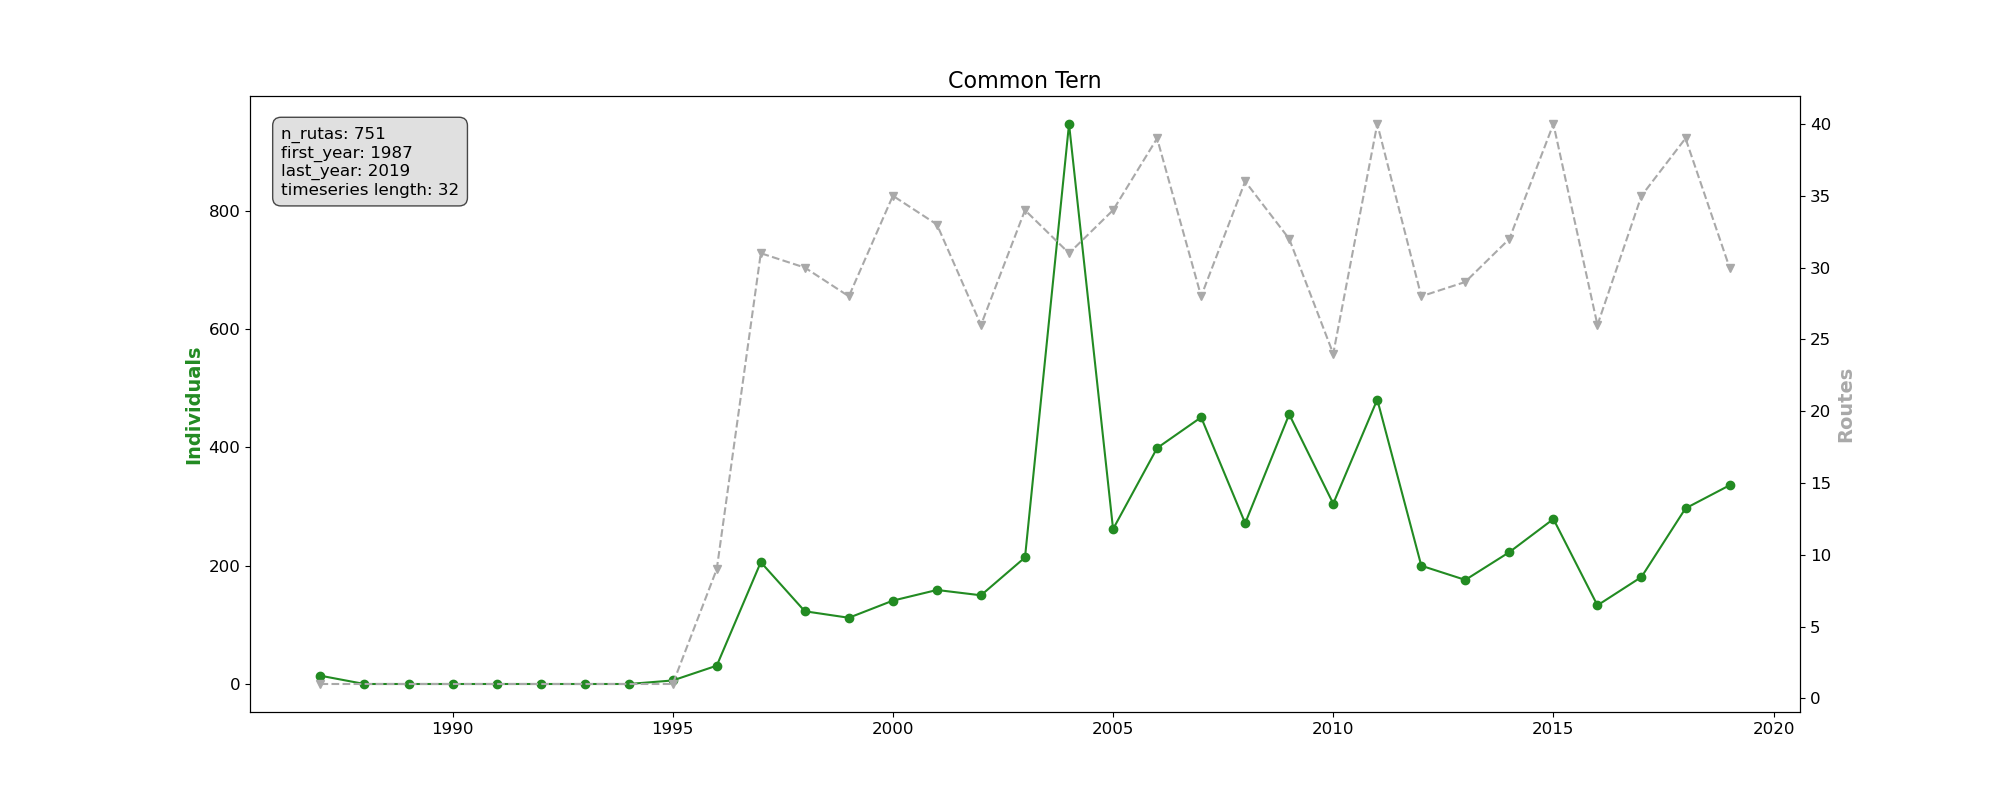 Common Tern
n_rutas: 751
first_year: 1987
last_year: 2019
timeseries length: 32
Individuals
800
600
400
200
0
Routes
40
35
30
25
20
15
10
5
0
1990 1995 2000 2005 2010 2015 2020